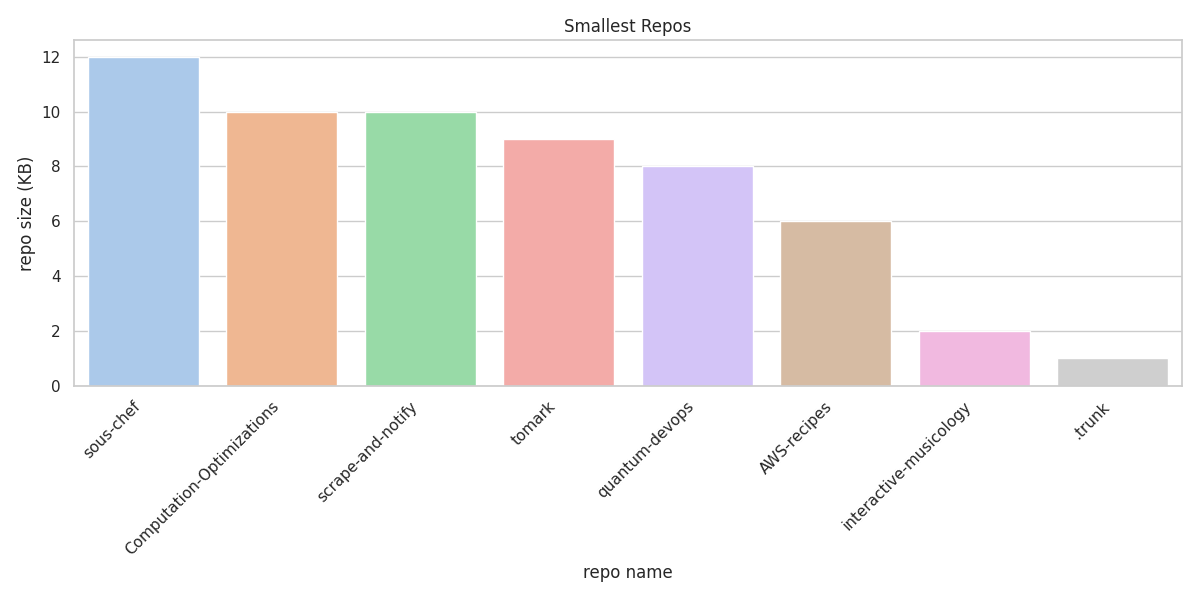 Smallest Repos
repo size (KB)
12
10
8
6
4
2
0
sous-chef
Computation-Optimizations
scrape-and-notify
tomark
quantum-devops
AWS-recipes
interactive-musicology
.trunk
repo name